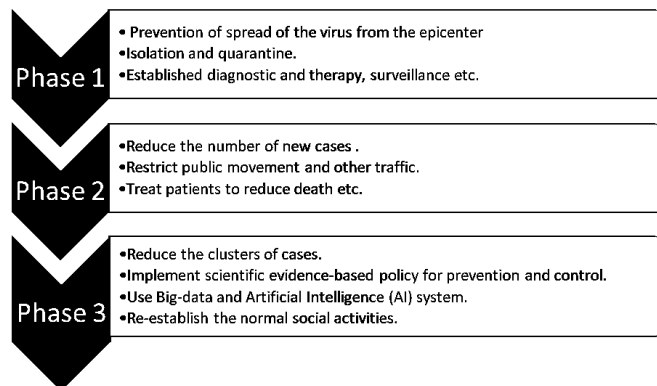 Phase 1
• Prevention of spread of the virus from the epicenter
•Isolation and quarantine.
•Established diagnostic and therapy, surveillance etc.
Phase 2
•Reduce the number of new cases .
•Restrict public movement and other traffic.
•Treat patients to reduce death etc.
Phase 3
•Reduce the clusters of cases.
•Implement scientific evidence-based policy for prevention and control.
•Use Big-data and Artificial Intelligence (AI) system.
•Re-establish the normal social activities.